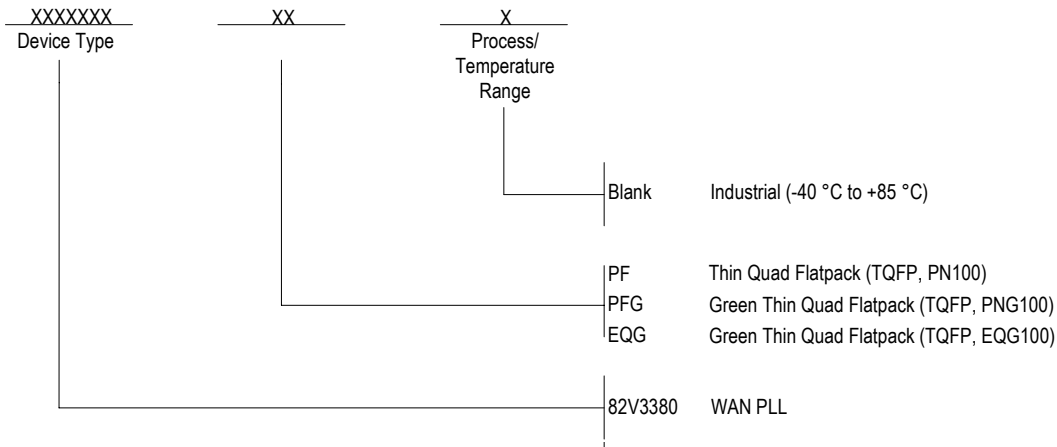 XXXXXXX XX X
Device Type Process/
Temperature
Range
Blank Industrial (-40 °C to +85 °C)
PF Thin Quad Flatpack (TQFP, PN100)
PFG Green Thin Quad Flatpack (TQFP, PNG100)
EQG Green Thin Quad Flatpack (TQFP, EQG100)
82V3380 WAN PLL